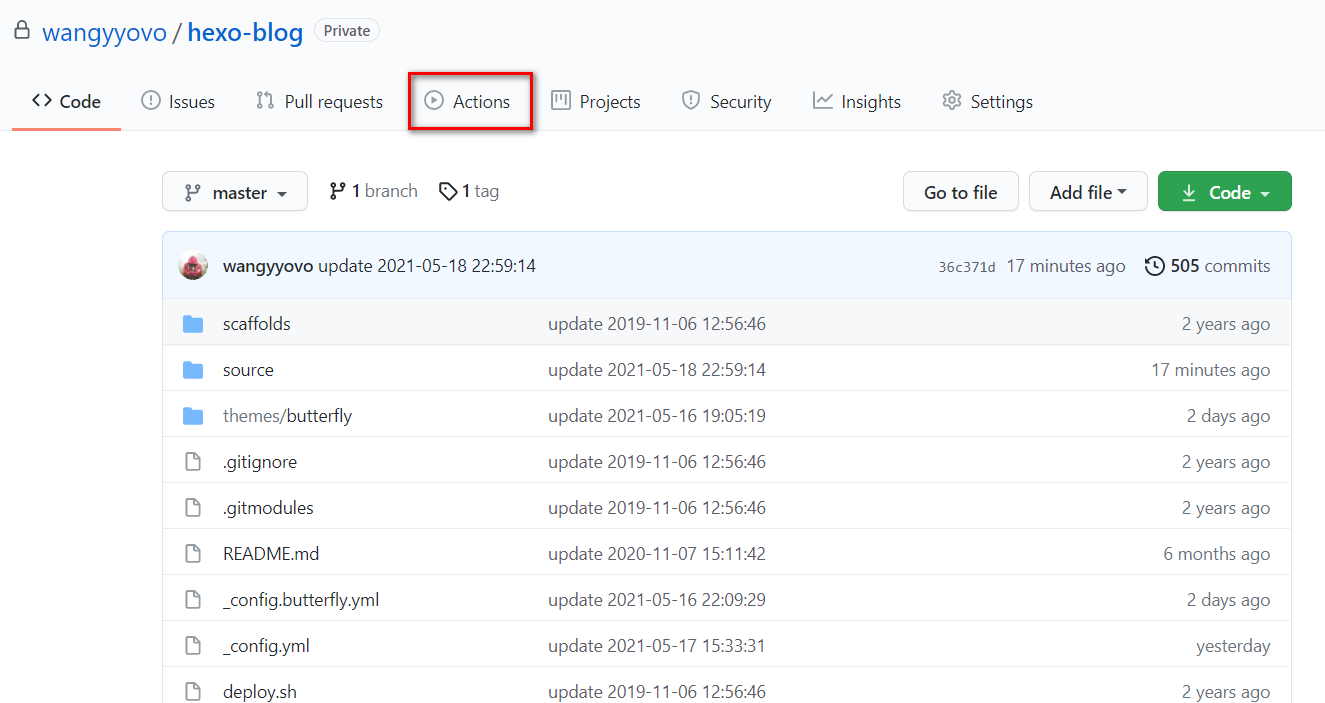 wangyyovo / hexo-blog Private
Code Issues Pull requests Actions Projects Security Insights Settings
master 1 branch 1 tag Go to file Add file Code
wangyyovo update 2021-05-18 22:59:14 36c371d 17 minutes ago 505 commits
scaffolds update 2019-11-06 12:56:46 2 years ago
source update 2021-05-18 22:59:14 17 minutes ago
themes/butterfly update 2021-05-16 19:05:19 2 days ago
.gitignore update 2019-11-06 12:56:46 2 years ago
.gitmodules update 2019-11-06 12:56:46 2 years ago
README.md update 2020-11-07 15:11:42 6 months ago
_config.butterfly.yml update 2021-05-16 22:09:29 2 days ago
_config.yml update 2021-05-17 15:33:31 yesterday
deploy.sh update 2019-11-06 12:56:46 2 years ago